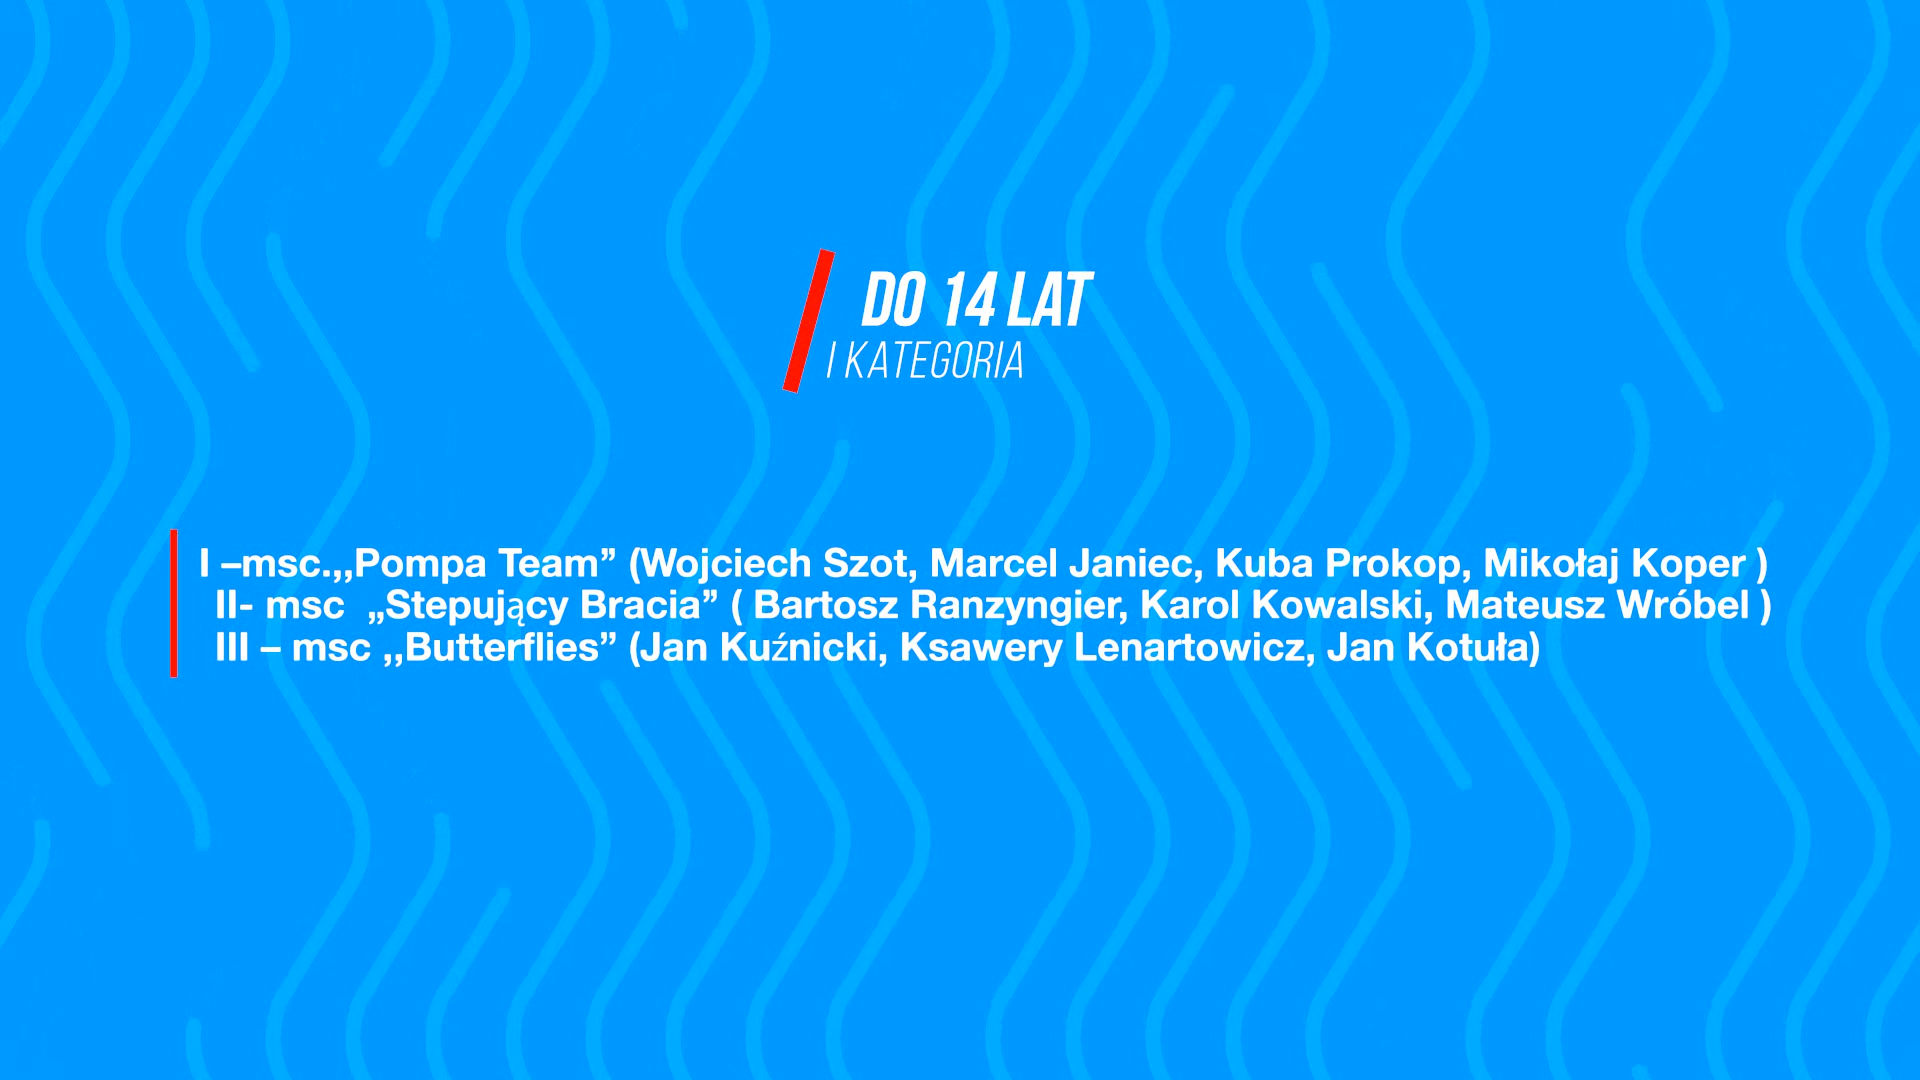 DO 14 LAT
I KATEGORIA
I –msc.,,Pompa Team” (Wojciech Szot, Marcel Janiec, Kuba Prokop, Mikołaj Koper )
II- msc „Stepujący Bracia” ( Bartosz Ranzyngier, Karol Kowalski, Mateusz Wróbel )
III – msc ,,Butterflies” (Jan Kuźnicki, Ksawery Lenartowicz, Jan Kotuła)